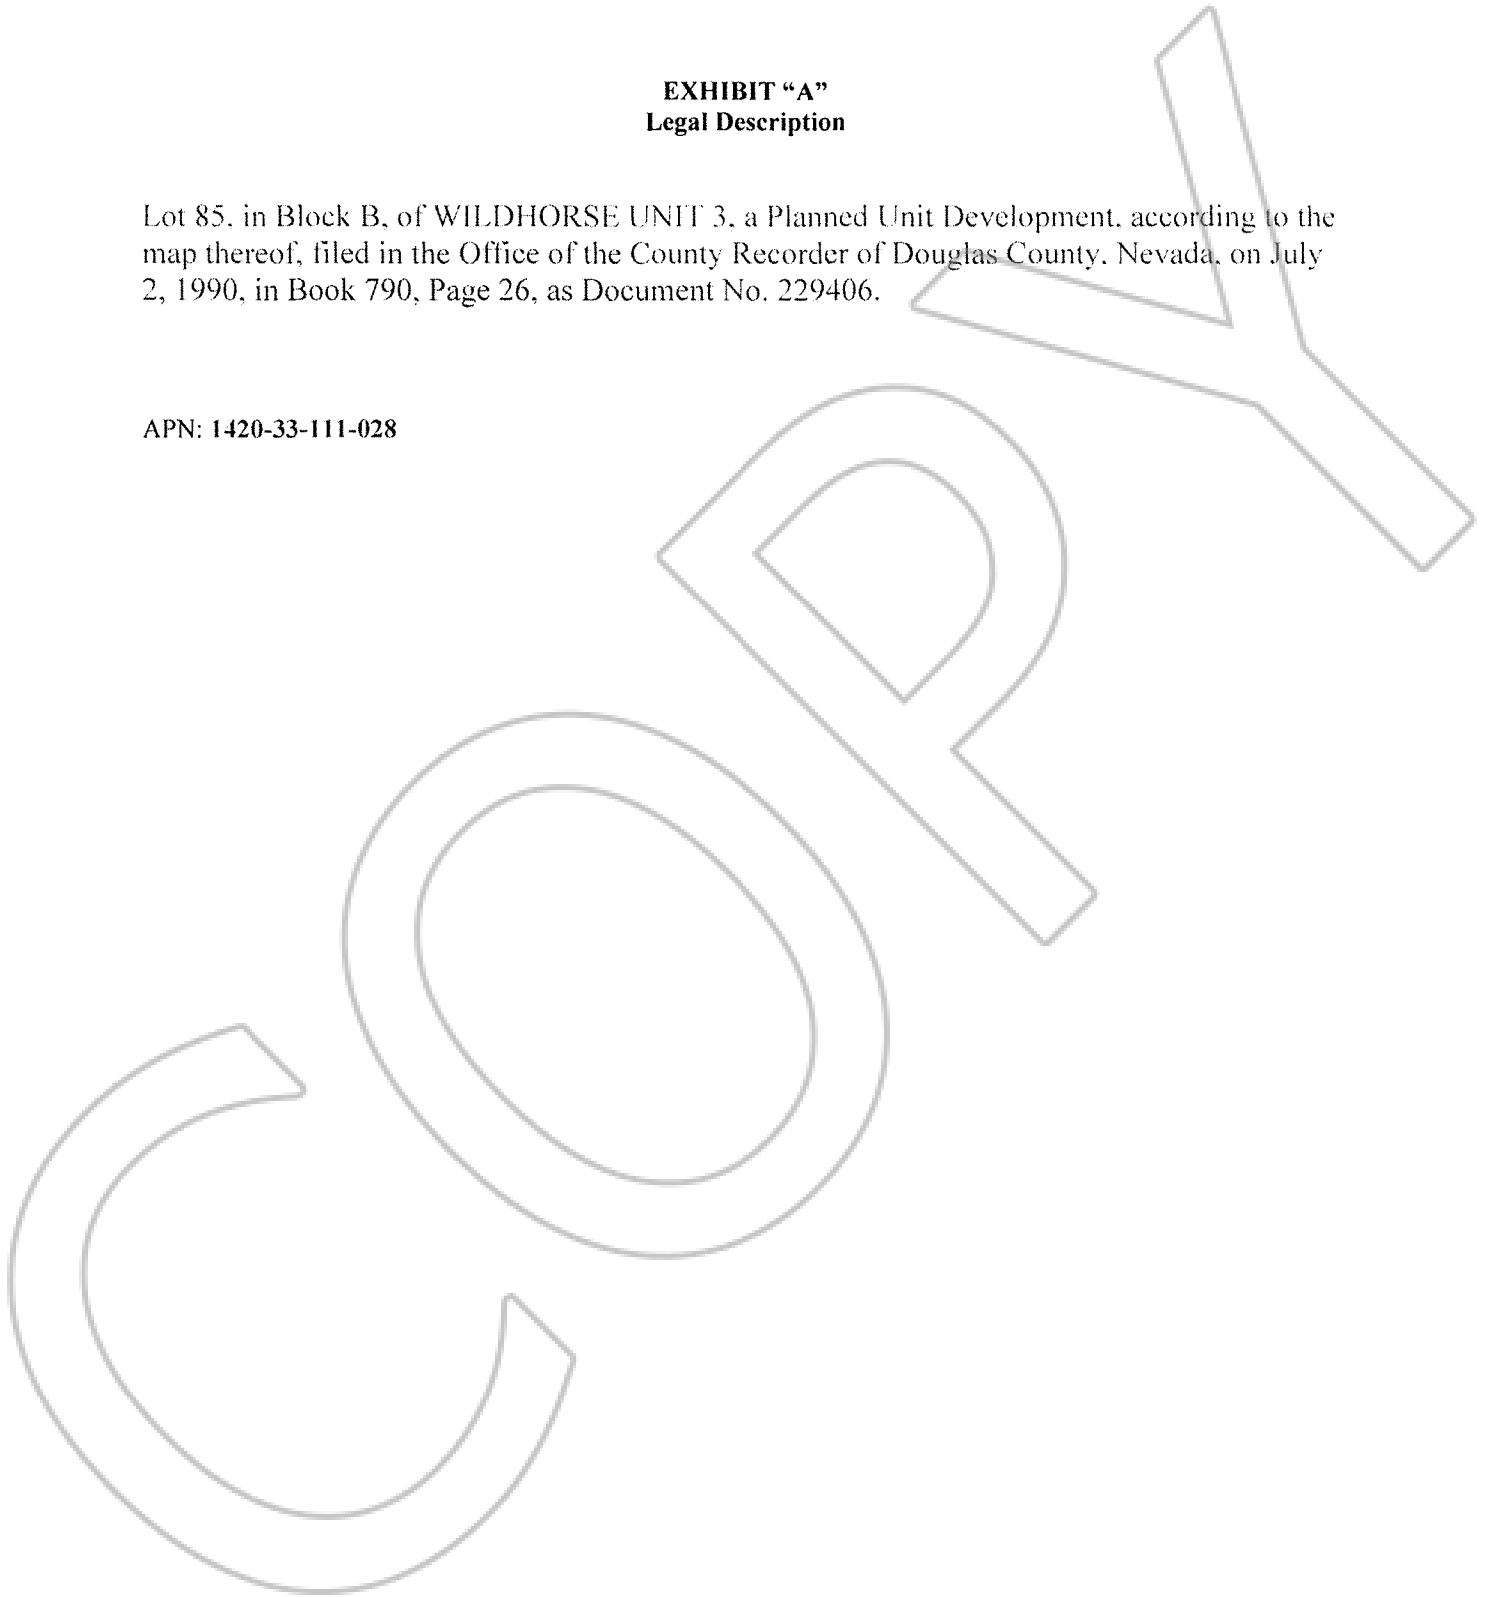 EXHIBIT “A”
Legal Description
Lot 85, in Block B, of WILDHORSE UNIT 3, a Planned Unit Development, according to the
map thereof, filed in the Office of the County Recorder of Douglas County, Nevada, on July
2, 1990, in Book 790, Page 26, as Document No. 229406.
APN: 1420-33-111-028
COPY